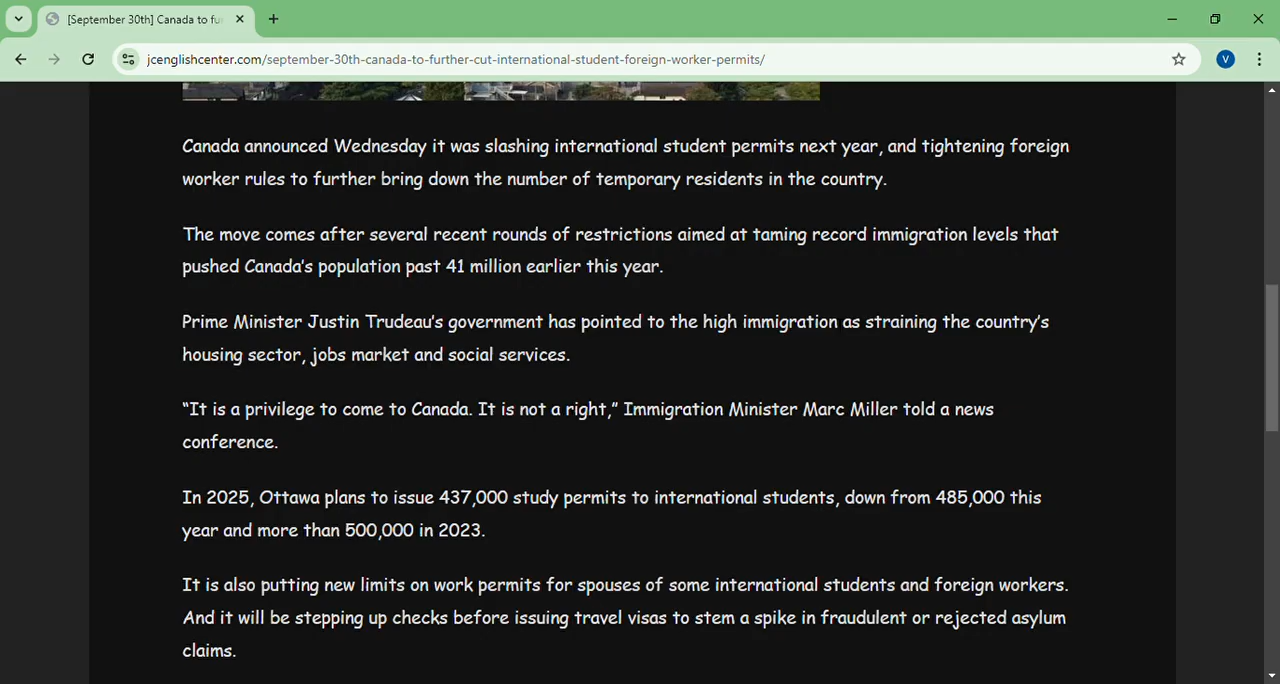 [September 30th] Canada to fu
jcenglishcenter.com/september-30th-canada-to-further-cut-international-student-foreign-worker-permits/
V
Canada announced Wednesday it was slashing international student permits next year, and tightening foreign
worker rules to further bring down the number of temporary residents in the country.
The move comes after several recent rounds of restrictions aimed at taming record immigration levels that
pushed Canada’s population past 41 million earlier this year.
Prime Minister Justin Trudeau’s government has pointed to the high immigration as straining the country’s
housing sector, jobs market and social services.
“It is a privilege to come to Canada. It is not a right,” Immigration Minister Marc Miller told a news
conference.
In 2025, Ottawa plans to issue 437,000 study permits to international students, down from 485,000 this
year and more than 500,000 in 2023.
It is also putting new limits on work permits for spouses of some international students and foreign workers.
And it will be stepping up checks before issuing travel visas to stem a spike in fraudulent or rejected asylum
claims.